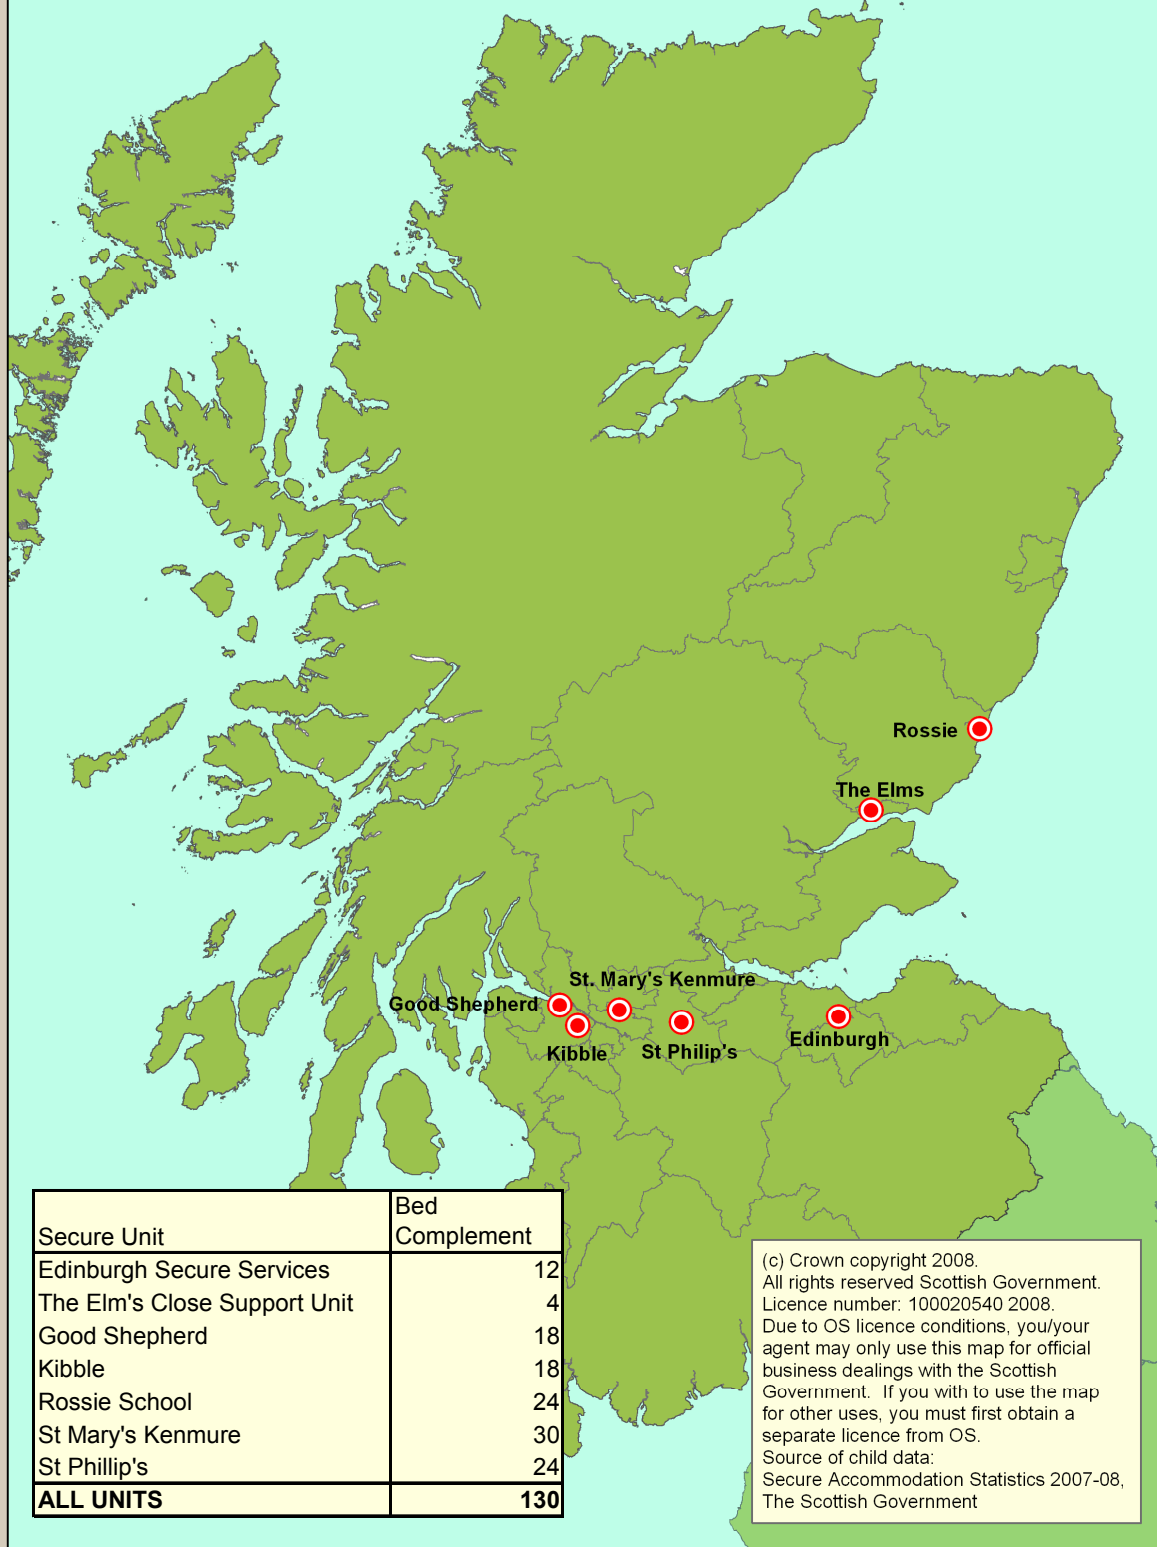 Rossie
The Elms
St. Mary's Kenmure
Good Shepherd
Kibble
St Philip's
Edinburgh
Secure Unit Bed Complement
Edinburgh Secure Services 12
The Elm's Close Support Unit 4
Good Shepherd 18
Kibble 18
Rossie School 24
St Mary's Kenmure 30
St Phillip's 24
ALL UNITS 130
(c) Crown copyright 2008.
All rights reserved Scottish Government.
Licence number: 100020540 2008.
Due to OS licence conditions, you/your
agent may only use this map for official
business dealings with the Scottish
Government. If you with to use the map
for other uses, you must first obtain a
separate licence from OS.
Source of child data:
Secure Accommodation Statistics 2007-08,
The Scottish Government